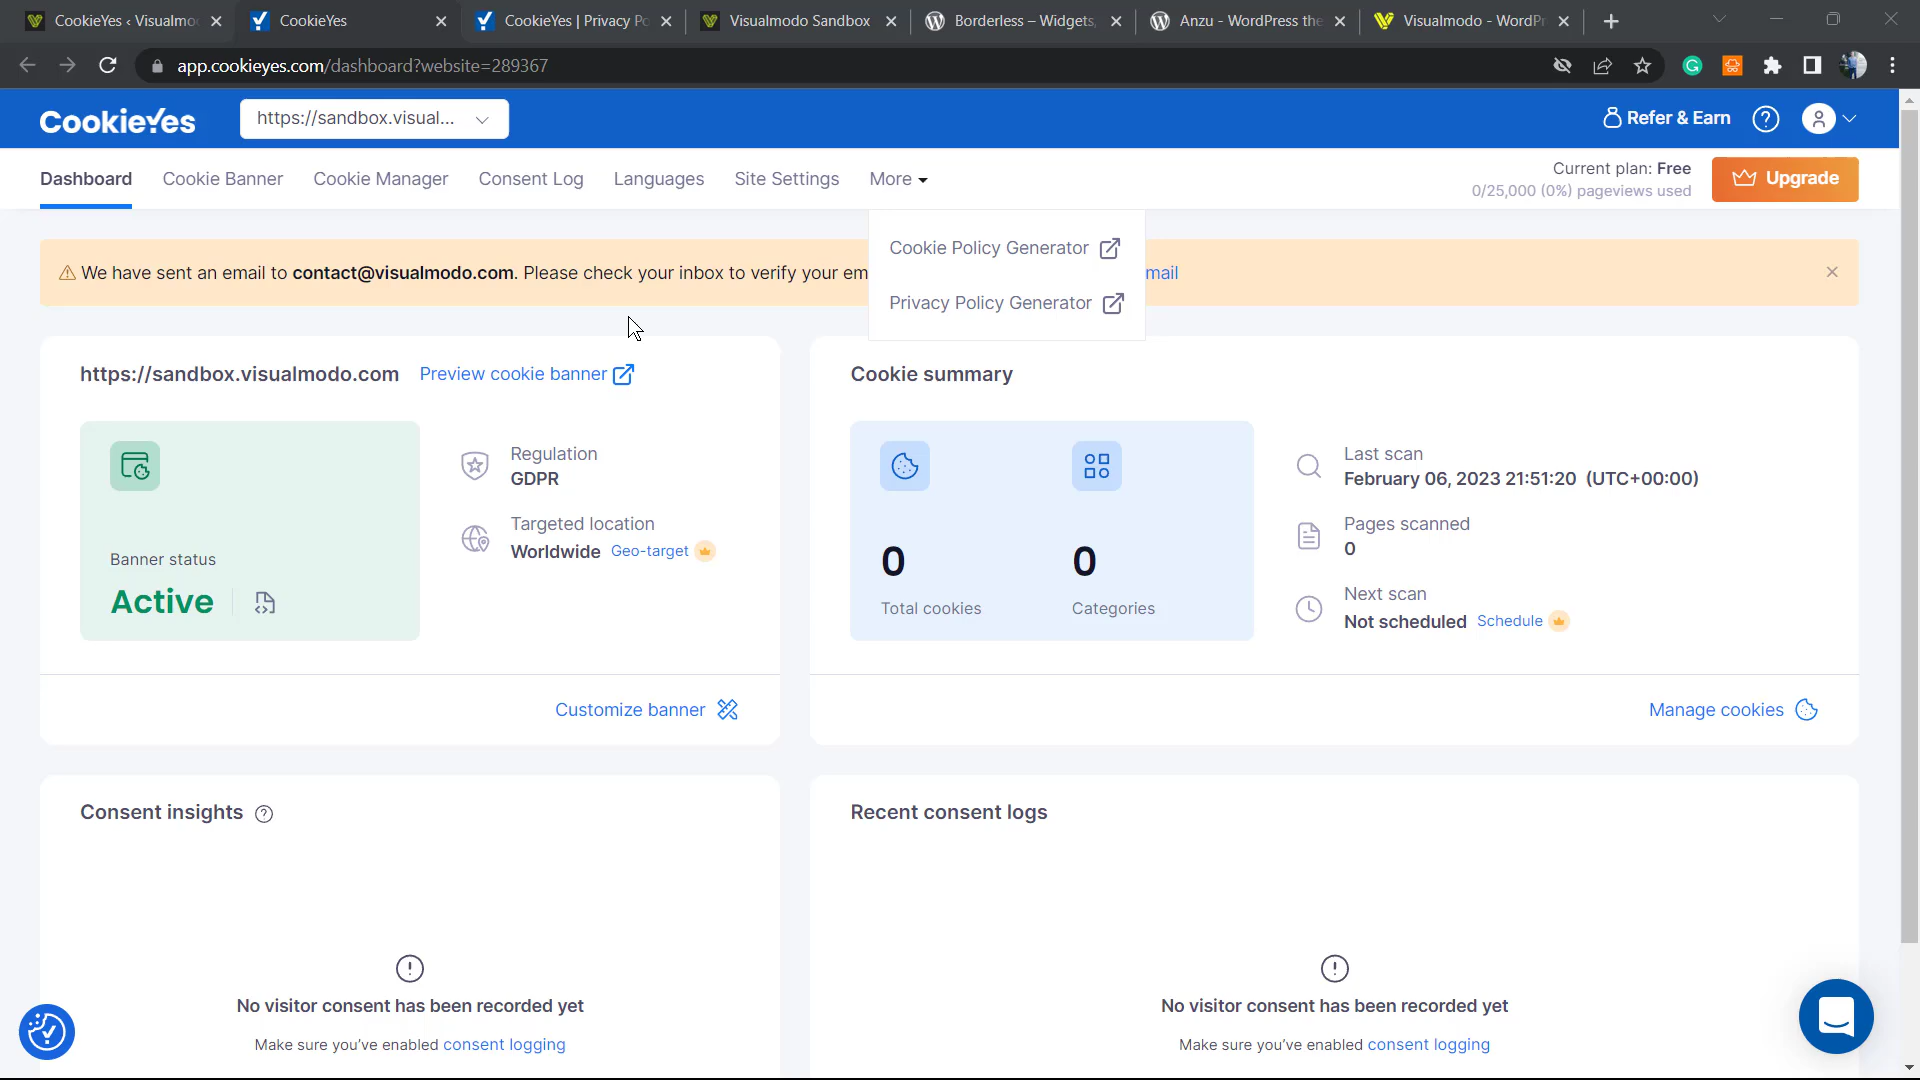 CookieYes ‹ Visualmo
CookieYes
CookieYes | Privacy Po
Visualmodo Sandbox
Borderless – Widgets,
Anzu - WordPress the
Visualmodo - WordPr
app.cookieyes.com/dashboard?website=289367
CookieYes
https://sandbox.visual...
Refer & Earn
Dashboard
Cookie Banner
Cookie Manager
Consent Log
Languages
Site Settings
More
Current plan: Free
0/25,000 (0%) pageviews used
Upgrade
Cookie Policy Generator
Privacy Policy Generator
We have sent an email to contact@visualmodo.com. Please check your inbox to verify your em
mail
https://sandbox.visualmodo.com
Preview cookie banner
Banner status
Active
Regulation
GDPR
Targeted location
Worldwide Geo-target
Customize banner
Cookie summary
0
Total cookies
0
Categories
Last scan
February 06, 2023 21:51:20 (UTC+00:00)
Pages scanned
0
Next scan
Not scheduled Schedule
Manage cookies
Consent insights
No visitor consent has been recorded yet
Make sure you've enabled consent logging
Recent consent logs
No visitor consent has been recorded yet
Make sure you've enabled consent logging